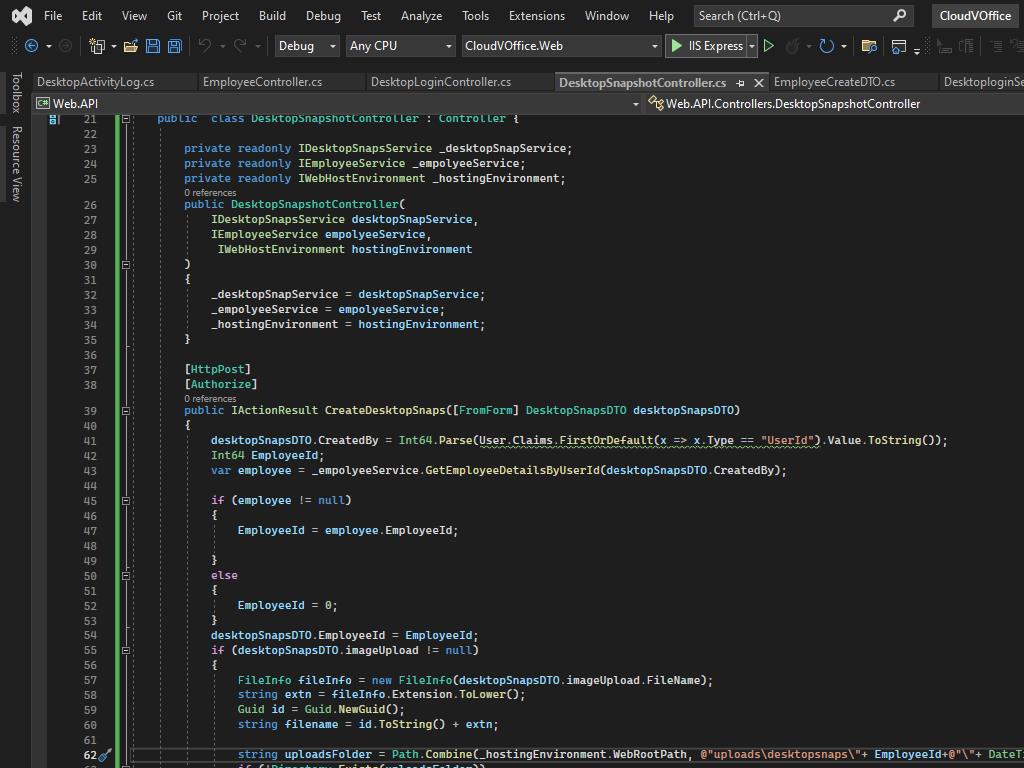 File Edit View Git Project Build Debug Test Analyze Tools Extensions Window Help Search (Ctrl+Q) CloudVOffice
Debug Any CPU CloudVOffice.Web IIS Express
Toolbox
Resource View
DesktopActivityLog.cs EmployeeController.cs DesktopLoginController.cs DesktopSnapshotController.cs EmployeeCreateDTO.cs DesktoploginSe
C# Web.API Web.API.Controllers.DesktopSnapshotController
21 public class DesktopSnapshotController : Controller {
22
23 private readonly IDesktopSnapsService _desktopSnapService;
24 private readonly IEmployeeService _empolyeeService;
25 private readonly IWebHostEnvironment _hostingEnvironment;
0 references
26 public DesktopSnapshotController(
27 IDesktopSnapsService desktopSnapService,
28 IEmployeeService empolyeeService,
29 IWebHostEnvironment hostingEnvironment
30 )
31 {
32 _desktopSnapService = desktopSnapService;
33 _empolyeeService = empolyeeService;
34 _hostingEnvironment = hostingEnvironment;
35 }
36
37 [HttpPost]
38 [Authorize]
0 references
39 public IActionResult CreateDesktopSnaps([FromForm] DesktopSnapsDTO desktopSnapsDTO)
40 {
41 desktopSnapsDTO.CreatedBy = Int64.Parse(User.Claims.FirstOrDefault(x => x.Type == "UserId").Value.ToString());
42 Int64 EmployeeId;
43 var employee = _empolyeeService.GetEmployeeDetailsByUserId(desktopSnapsDTO.CreatedBy);
44
45 if (employee != null)
46 {
47 EmployeeId = employee.EmployeeId;
48
49 }
50 else
51 {
52 EmployeeId = 0;
53 }
54 desktopSnapsDTO.EmployeeId = EmployeeId;
55 if (desktopSnapsDTO.imageUpload != null)
56 {
57 FileInfo fileInfo = new FileInfo(desktopSnapsDTO.imageUpload.FileName);
58 string extn = fileInfo.Extension.ToLower();
59 Guid id = Guid.NewGuid();
60 string filename = id.ToString() + extn;
61
62 string uploadsFolder = Path.Combine(_hostingEnvironment.WebRootPath, @"uploads\desktopsnaps\"+ EmployeeId+@"\"+ DateT